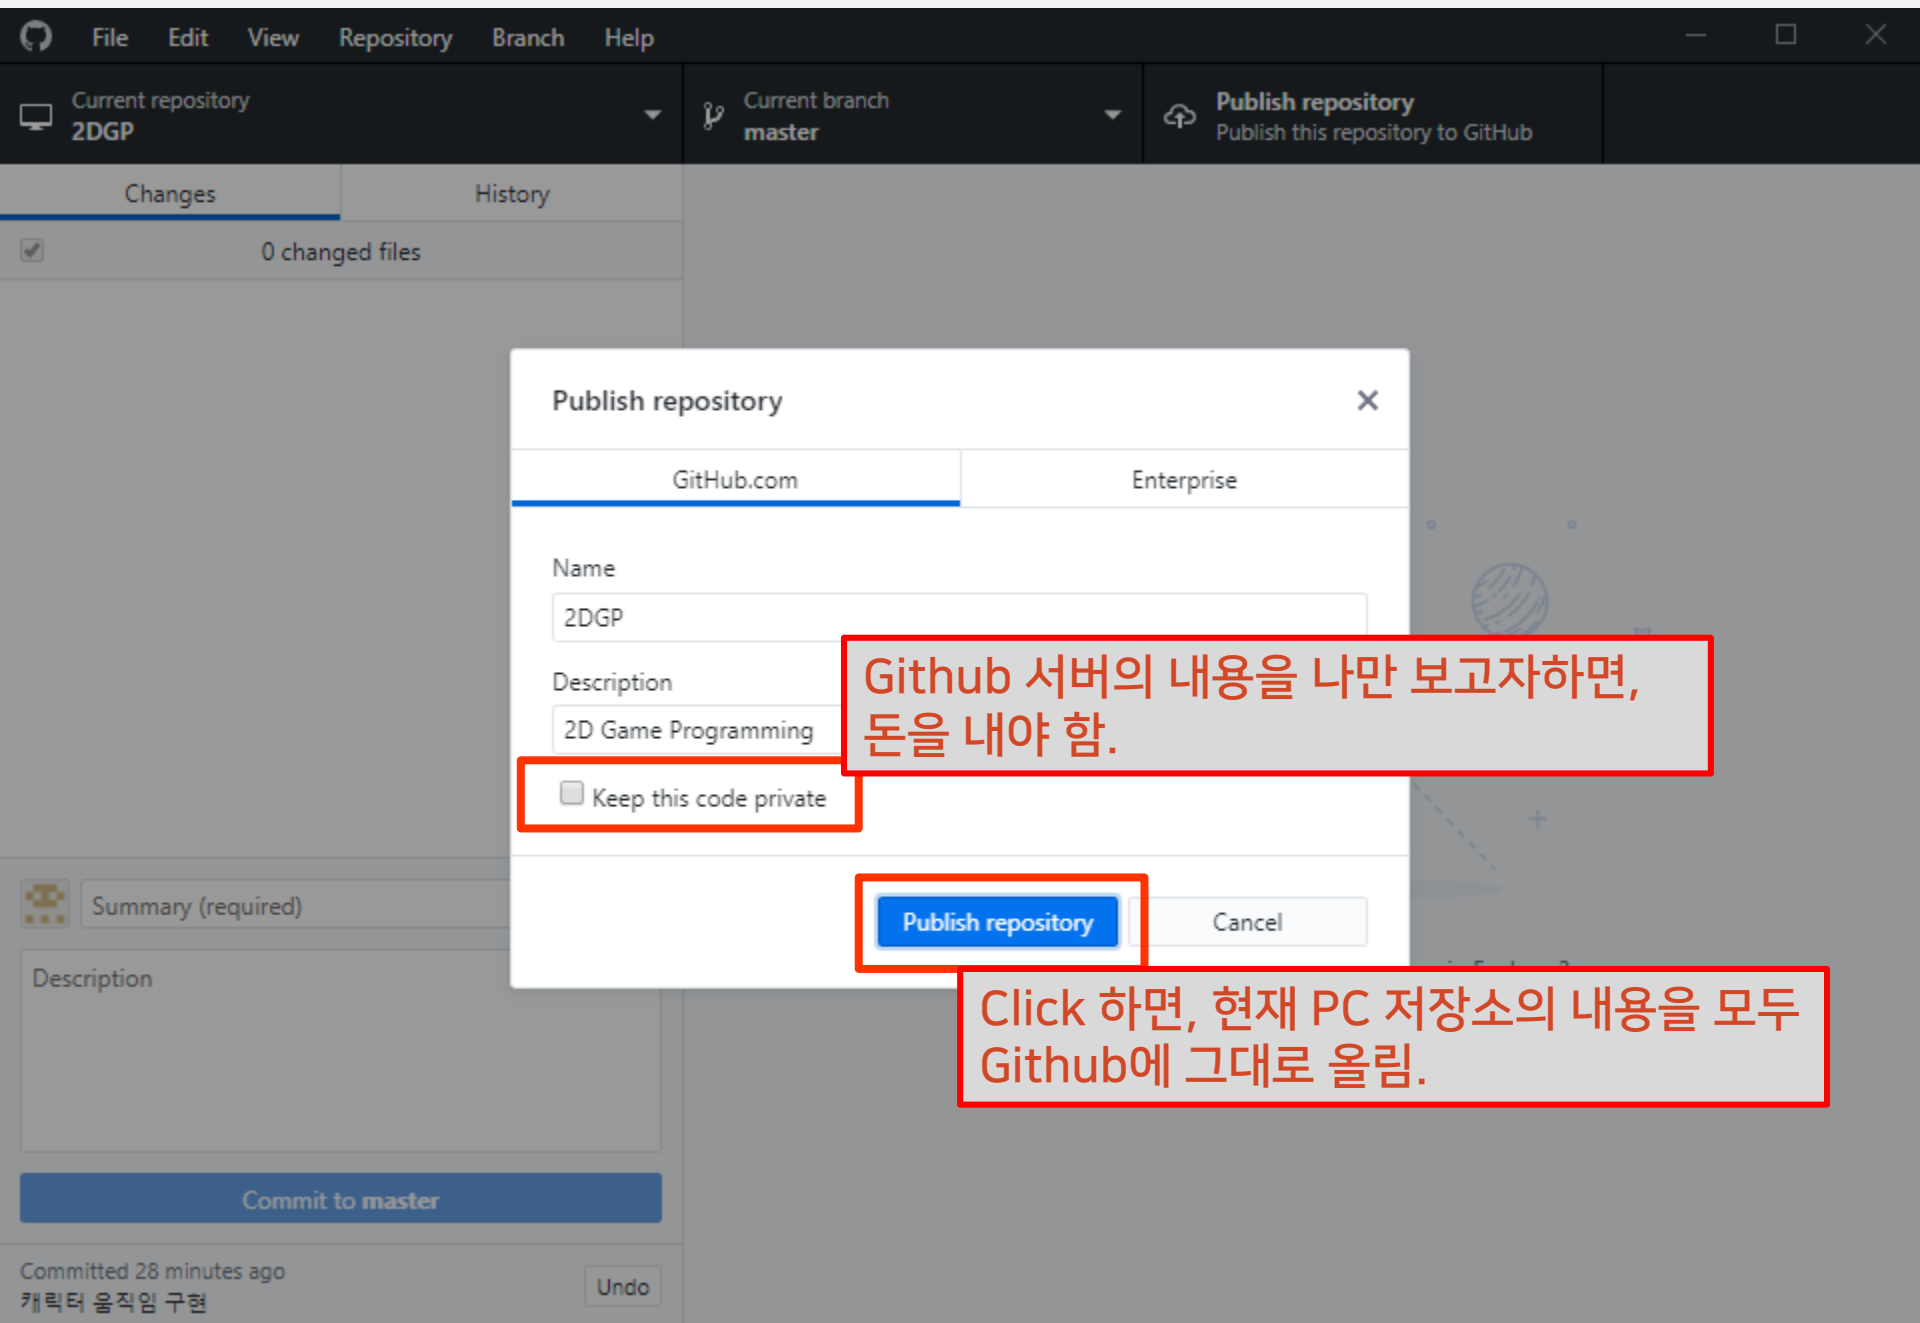 File Edit View Repository Branch Help
Current repository
2DGP
Current branch
master
Publish repository
Publish this repository to GitHub
Changes History
0 changed files
Publish repository
GitHub.com Enterprise
Name
2DGP
Description
2D Game Programming
Github 서버의 내용을 나만 보고자하면,
돈을 내야 함.
Keep this code private
Publish repository Cancel
Click 하면, 현재 PC 저장소의 내용을 모두
Github에 그대로 올림.
Summary (required)
Description
Commit to master
Committed 28 minutes ago
캐릭터 움직임 구현
Undo